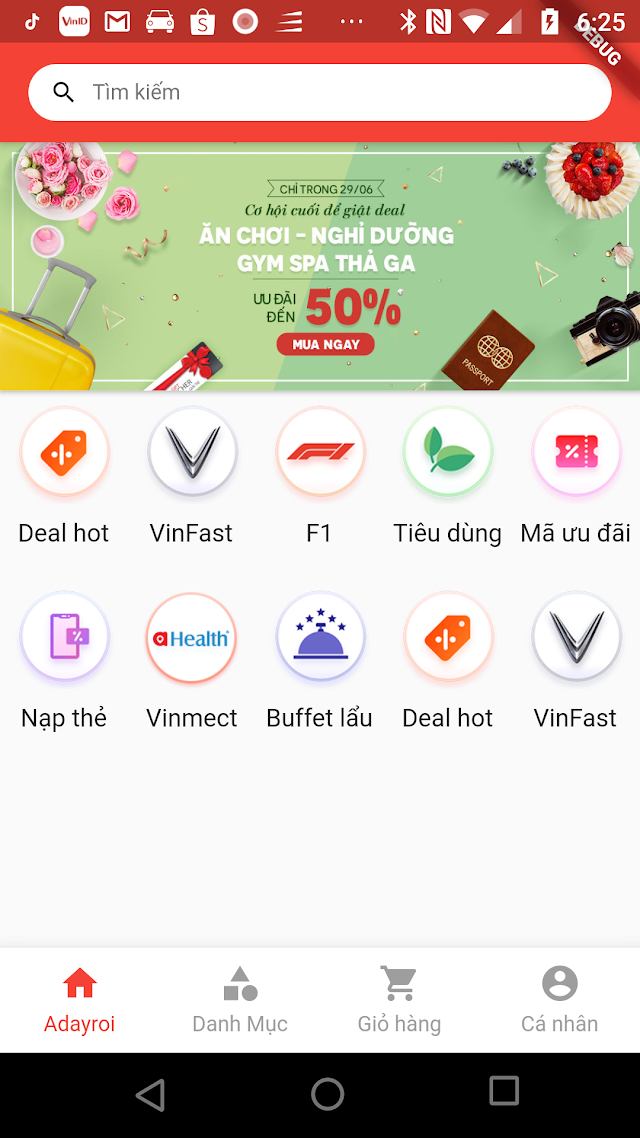 VinID
6:25
DEBUG
Tìm kiếm
CHỈ TRONG 29/06
Cơ hội cuối để giật deal
ĂN CHƠI - NGHỈ DƯỠNG
GYM SPA THẢ GA
ƯU ĐÃI
ĐẾN
50%
MUA NGAY
PASSPORT
Deal hot
VinFast
F1
Tiêu dùng
Mã ưu đãi
Health
Nạp thẻ
Vinmect
Buffet lẩu
Deal hot
VinFast
Adayroi
Danh Mục
Giỏ hàng
Cá nhân